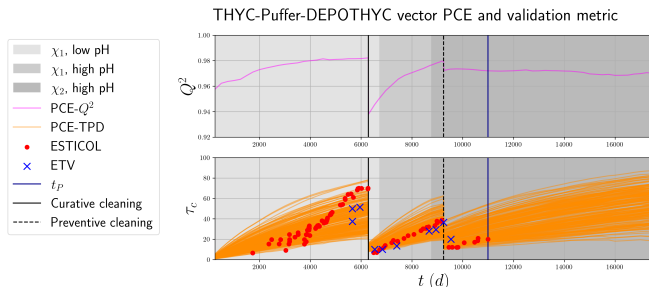 THYC-Puffer-DEPOTHYC vector PCE and validation metric
χ₁, low pH
χ₁, high pH
χ₂, high pH
PCE-Q²
PCE-TPD
ESTICOL
ETV
t_P
Curative cleaning
Preventive cleaning
Q²
1.00
0.98
0.96
0.94
0.92
2000 4000 6000 8000 10000 12000 14000 16000
τ_c
100
80
60
40
20
0
2000 4000 6000 8000 10000 12000 14000 16000
t (d)